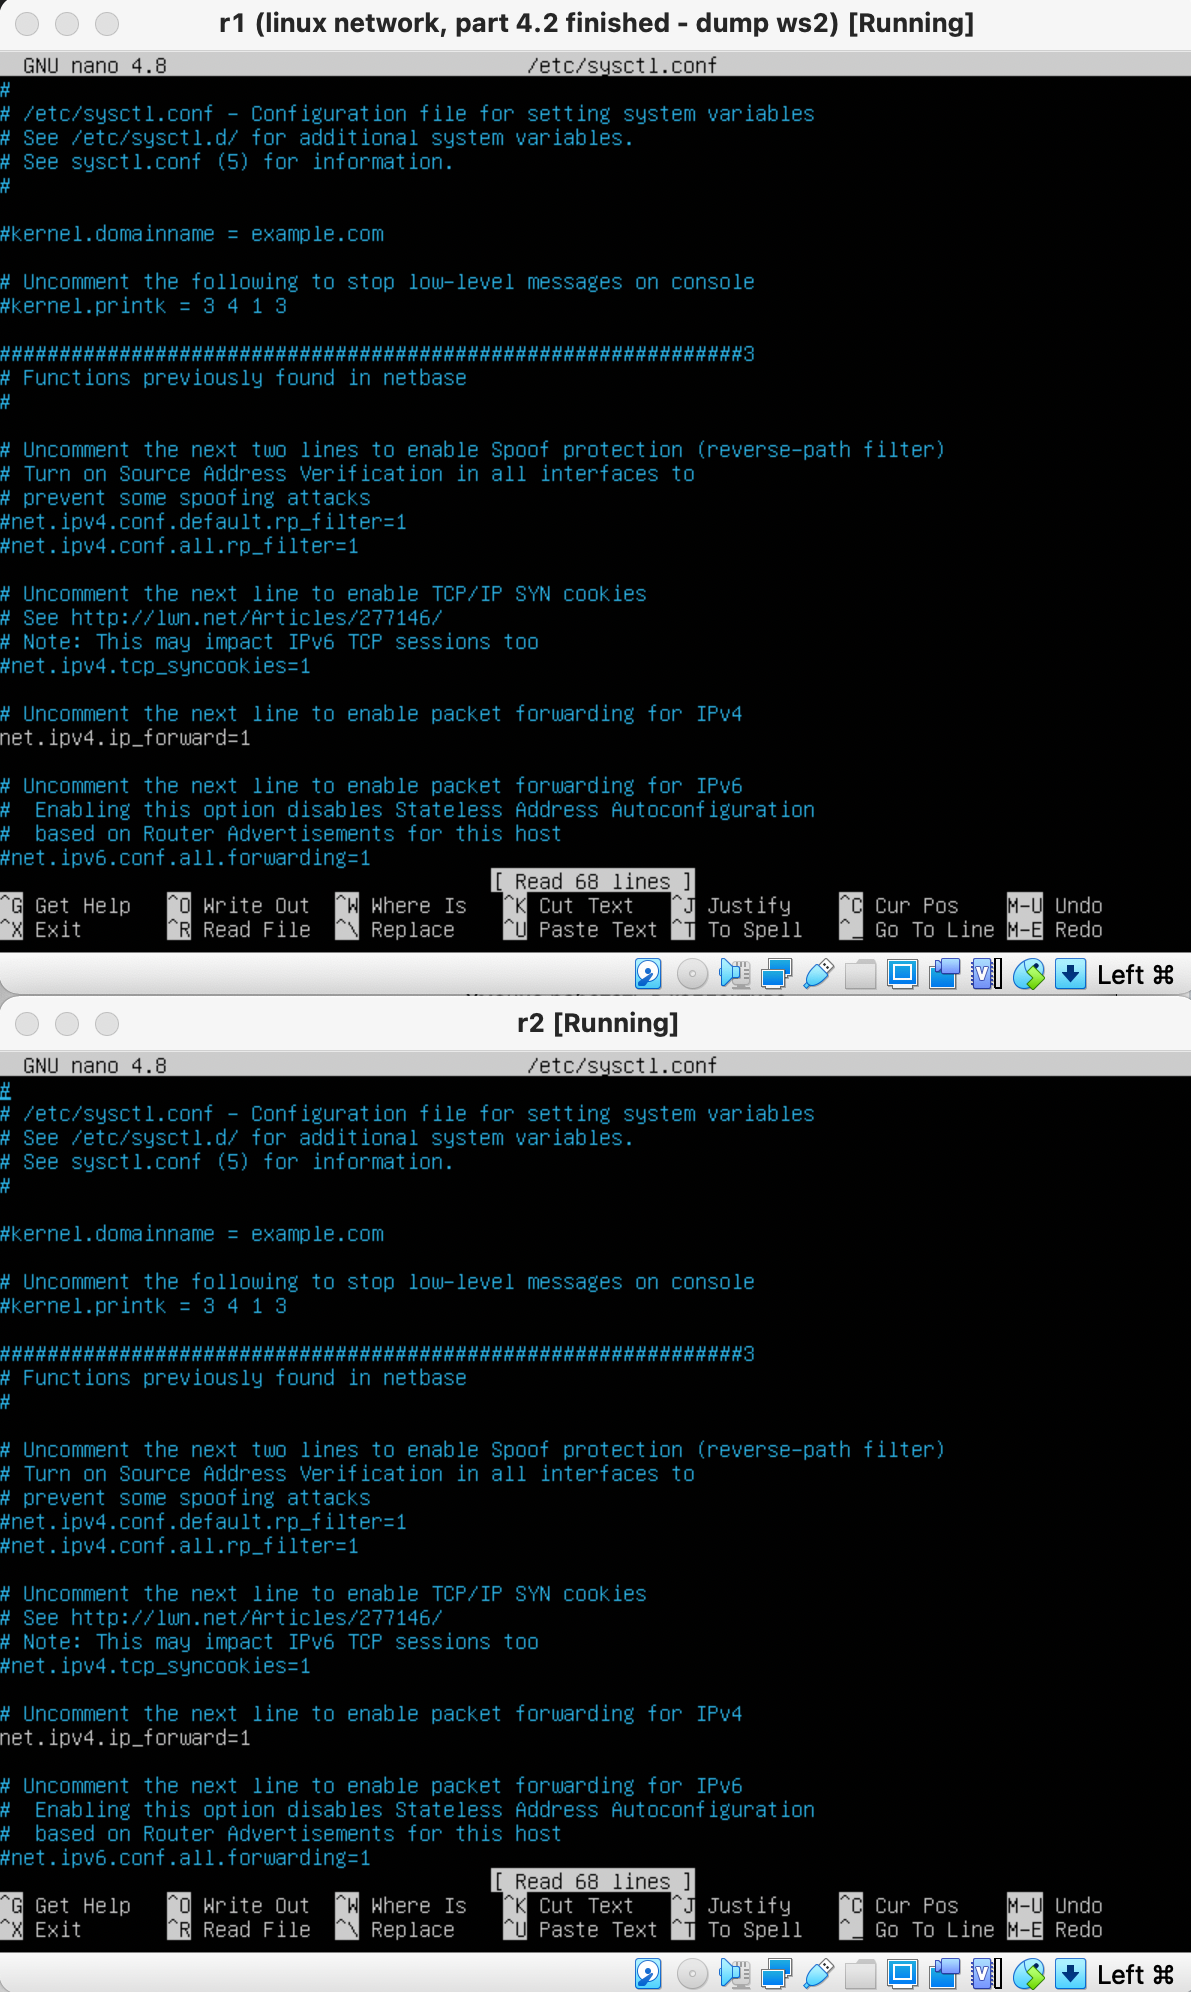 r1 (linux network, part 4.2 finished - dump ws2) [Running]
GNU nano 4.8 /etc/sysctl.conf
#
# /etc/sysctl.conf - Configuration file for setting system variables
# See /etc/sysctl.d/ for additional system variables.
# See sysctl.conf (5) for information.
#
#kernel.domainname = example.com
# Uncomment the following to stop low-level messages on console
#kernel.printk = 3 4 1 3
##############################################################3
# Functions previously found in netbase
#
# Uncomment the next two lines to enable Spoof protection (reverse-path filter)
# Turn on Source Address Verification in all interfaces to
# prevent some spoofing attacks
#net.ipv4.conf.default.rp_filter=1
#net.ipv4.conf.all.rp_filter=1
# Uncomment the next line to enable TCP/IP SYN cookies
# See http://lwn.net/Articles/277146/
# Note: This may impact IPv6 TCP sessions too
#net.ipv4.tcp_syncookies=1
# Uncomment the next line to enable packet forwarding for IPv4
net.ipv4.ip_forward=1
# Uncomment the next line to enable packet forwarding for IPv6
#  Enabling this option disables Stateless Address Autoconfiguration
#  based on Router Advertisements for this host
#net.ipv6.conf.all.forwarding=1
[ Read 68 lines ]
^G Get Help ^O Write Out ^W Where Is ^K Cut Text ^J Justify ^C Cur Pos M-U Undo
^X Exit ^R Read File ^\ Replace ^U Paste Text ^T To Spell ^_ Go To Line M-E Redo
Left ⌘
r2 [Running]
GNU nano 4.8 /etc/sysctl.conf
#
# /etc/sysctl.conf - Configuration file for setting system variables
# See /etc/sysctl.d/ for additional system variables.
# See sysctl.conf (5) for information.
#
#kernel.domainname = example.com
# Uncomment the following to stop low-level messages on console
#kernel.printk = 3 4 1 3
##############################################################3
# Functions previously found in netbase
#
# Uncomment the next two lines to enable Spoof protection (reverse-path filter)
# Turn on Source Address Verification in all interfaces to
# prevent some spoofing attacks
#net.ipv4.conf.default.rp_filter=1
#net.ipv4.conf.all.rp_filter=1
# Uncomment the next line to enable TCP/IP SYN cookies
# See http://lwn.net/Articles/277146/
# Note: This may impact IPv6 TCP sessions too
#net.ipv4.tcp_syncookies=1
# Uncomment the next line to enable packet forwarding for IPv4
net.ipv4.ip_forward=1
# Uncomment the next line to enable packet forwarding for IPv6
#  Enabling this option disables Stateless Address Autoconfiguration
#  based on Router Advertisements for this host
#net.ipv6.conf.all.forwarding=1
[ Read 68 lines ]
^G Get Help ^O Write Out ^W Where Is ^K Cut Text ^J Justify ^C Cur Pos M-U Undo
^X Exit ^R Read File ^\ Replace ^U Paste Text ^T To Spell ^_ Go To Line M-E Redo
Left ⌘